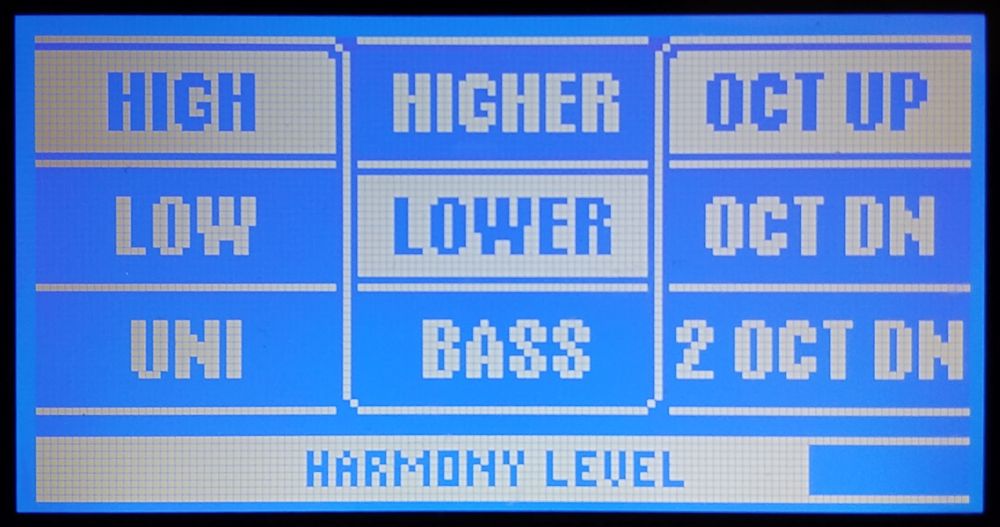 HIGH HIGHER OCT UP
LOW LOWER OCT DN
UNI BASS 2 OCT DN
HARMONY LEVEL